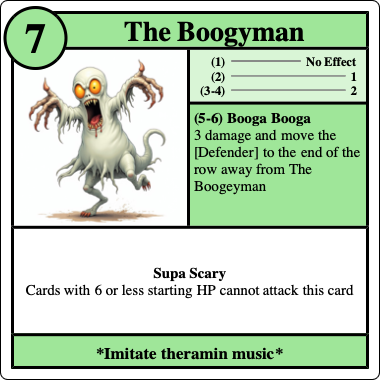 7
The Boogyman
(1) No Effect
(2) 1
(3-4) 2
(5-6) Booga Booga
3 damage and move the
[Defender] to the end of the
row away from The
Boogeyman
Supa Scary
Cards with 6 or less starting HP cannot attack this card
*Imitate theramin music*